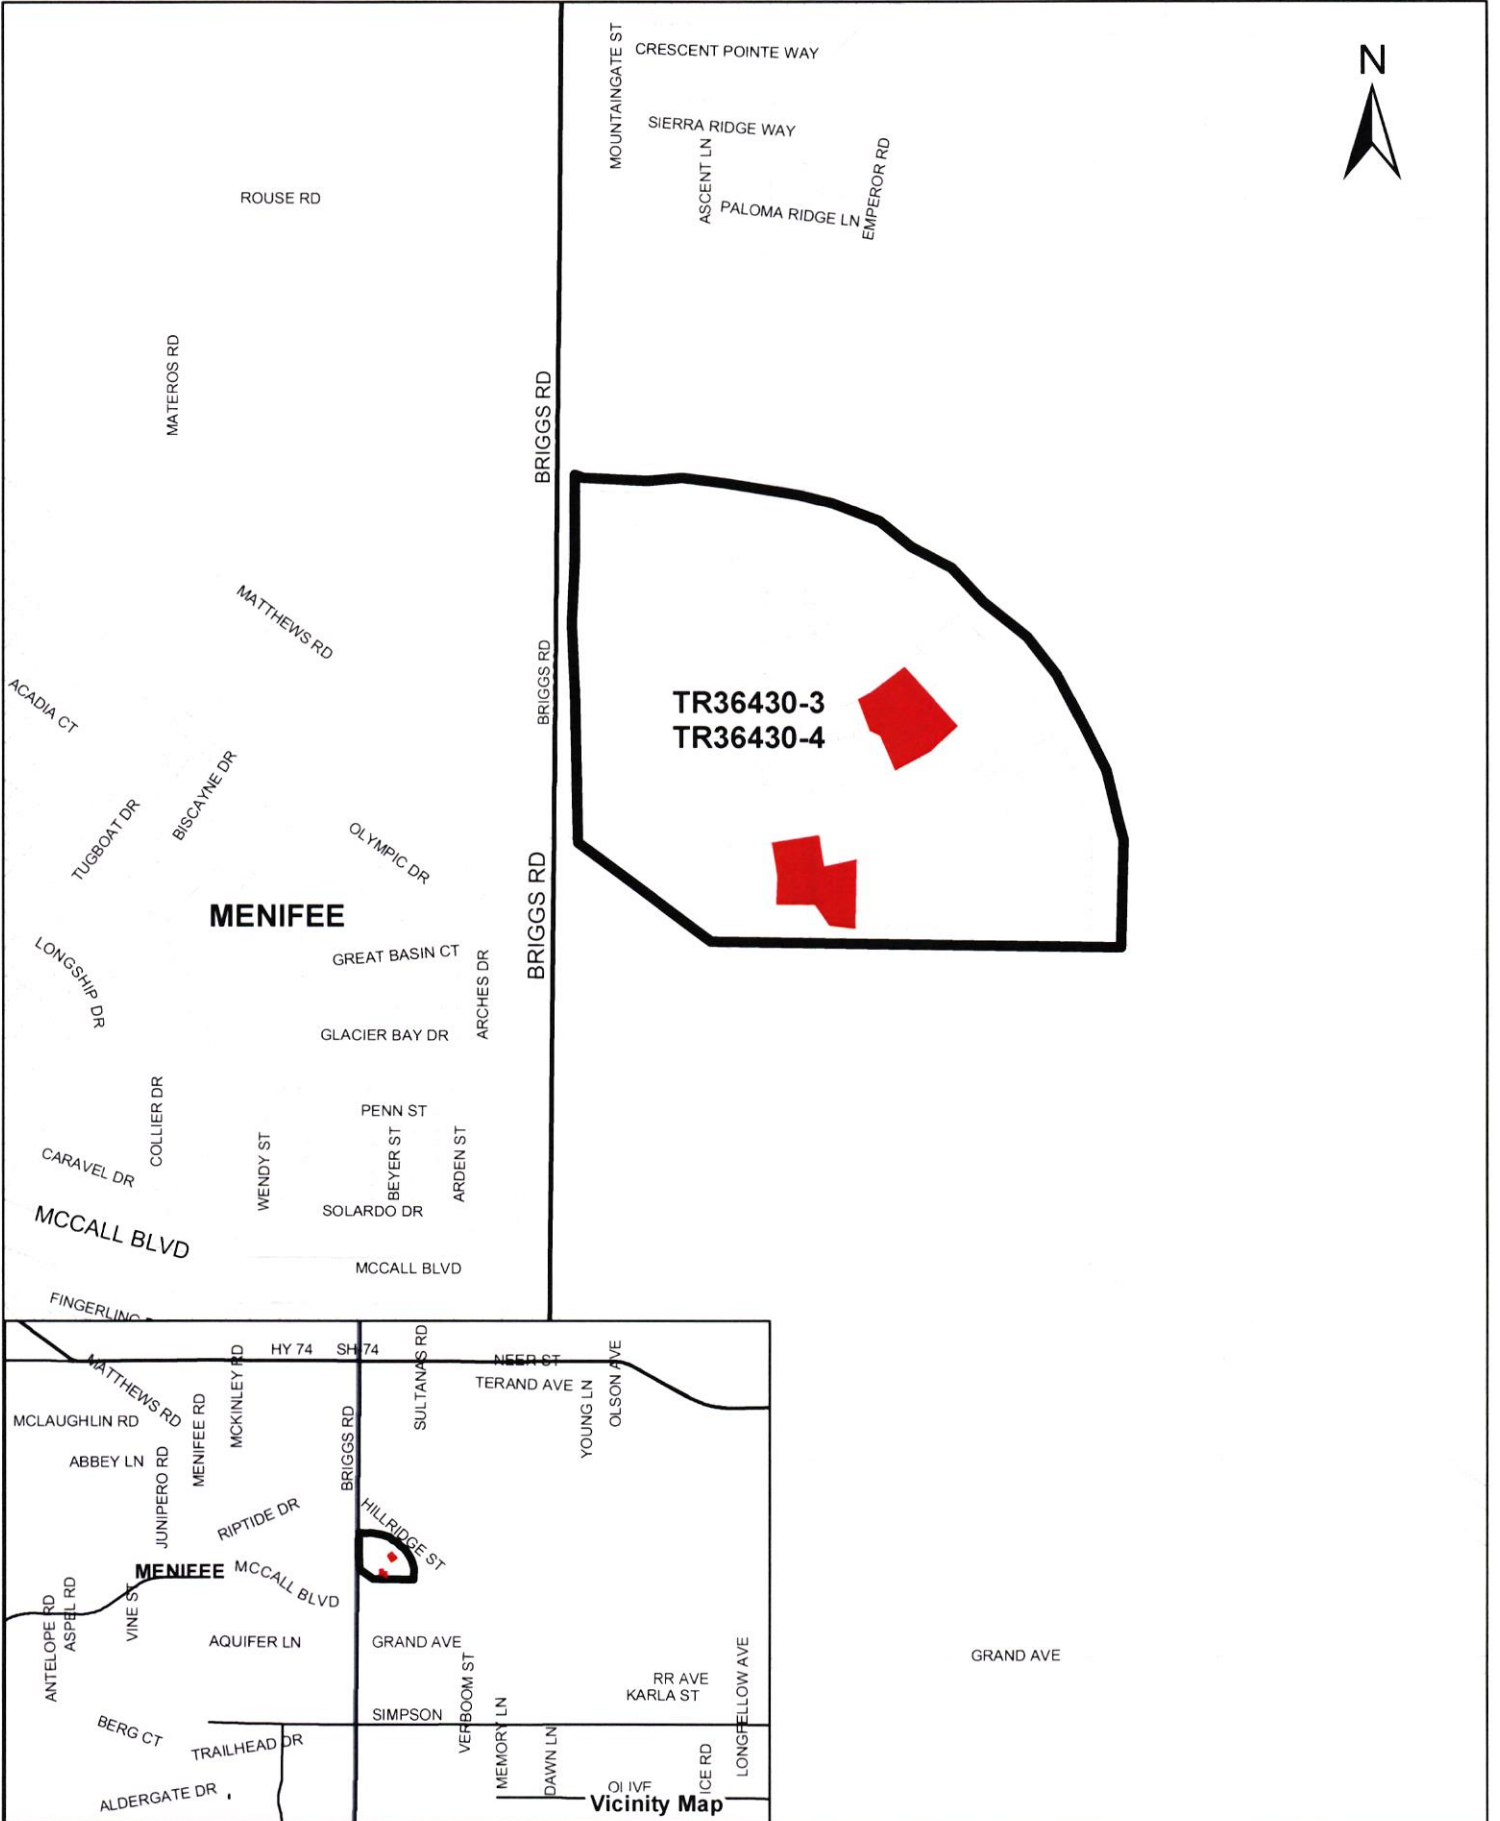 CRESCENT POINTE WAY
MOUNTAINGATE ST
N
SIERRA RIDGE WAY
ASCENT LN
EMPEROR RD
ROUSE RD
PALOMA RIDGE LN
MATEROS RD
BRIGGS RD
MATTHEWS RD
BRIGGS RD
ACADIA CT
TR36430-3
TR36430-4
BISCAYNE DR
TUGBOAT DR
OLYMPIC DR
MENIFEE
BRIGGS RD
GREAT BASIN CT
LONGSHIP DR
ARCHES DR
GLACIER BAY DR
COLLIER DR
PENN ST
CARAVEL DR
WENDY ST
BEYER ST
ARDEN ST
SOLARDO DR
MCCALL BLVD
MCCALL BLVD
FINGERLING
HY 74
SH 74
SULTANAS RD
NEER ST
OLSON AVE
MATTHEWS RD
MCKINLEY RD
TERAND AVE
YOUNG LN
MCLAUGHLIN RD
MENIFEE RD
BRIGGS RD
ABBEY LN
JUNIPERO RD
RIPTIDE DR
HILLRIDGE ST
MENIFEE
MCCALL BLVD
ANTELOPE RD
ASPEL RD
VINE ST
AQUIFER LN
GRAND AVE
GRAND AVE
VERBOOM ST
RR AVE
KARLA ST
LONGFELLOW AVE
SIMPSON
BERG CT
TRAILHEAD DR
MEMORY LN
DAWN LN
ICE RD
ALDERGATE DR
OLIVE
Vicinity Map